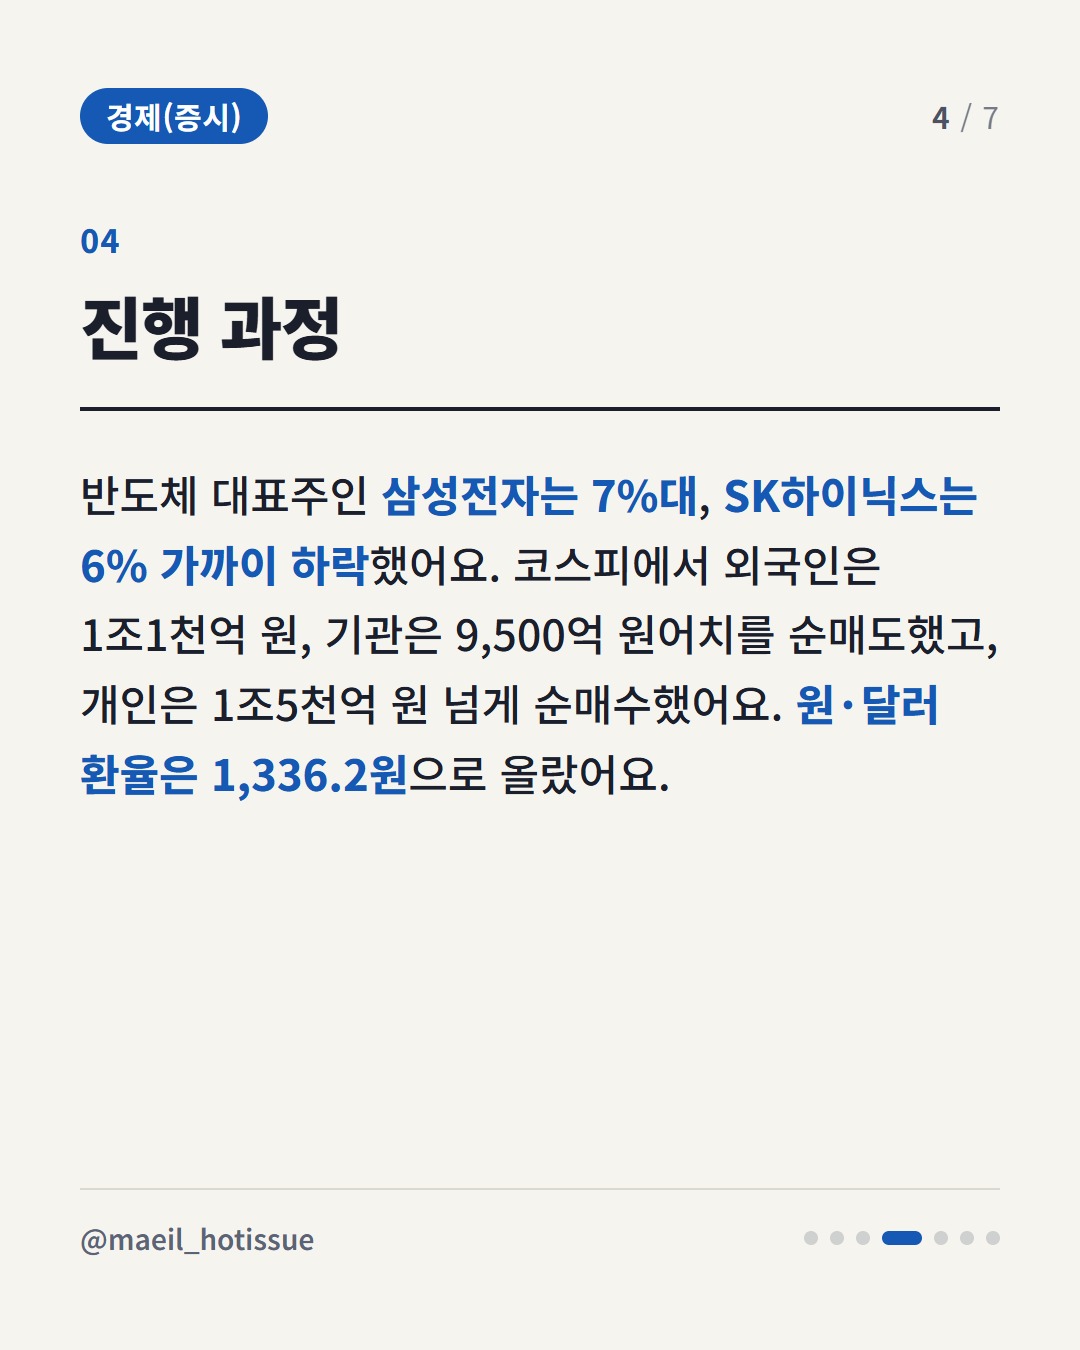 경제(증시)
4 / 7
04
진행 과정
반도체 대표주인 삼성전자는 7%대, SK하이닉스는
6% 가까이 하락했어요. 코스피에서 외국인은
1조1천억 원, 기관은 9,500억 원어치를 순매도했고,
개인은 1조5천억 원 넘게 순매수했어요. 원·달러
환율은 1,336.2원으로 올랐어요.
@maeil_hotissue